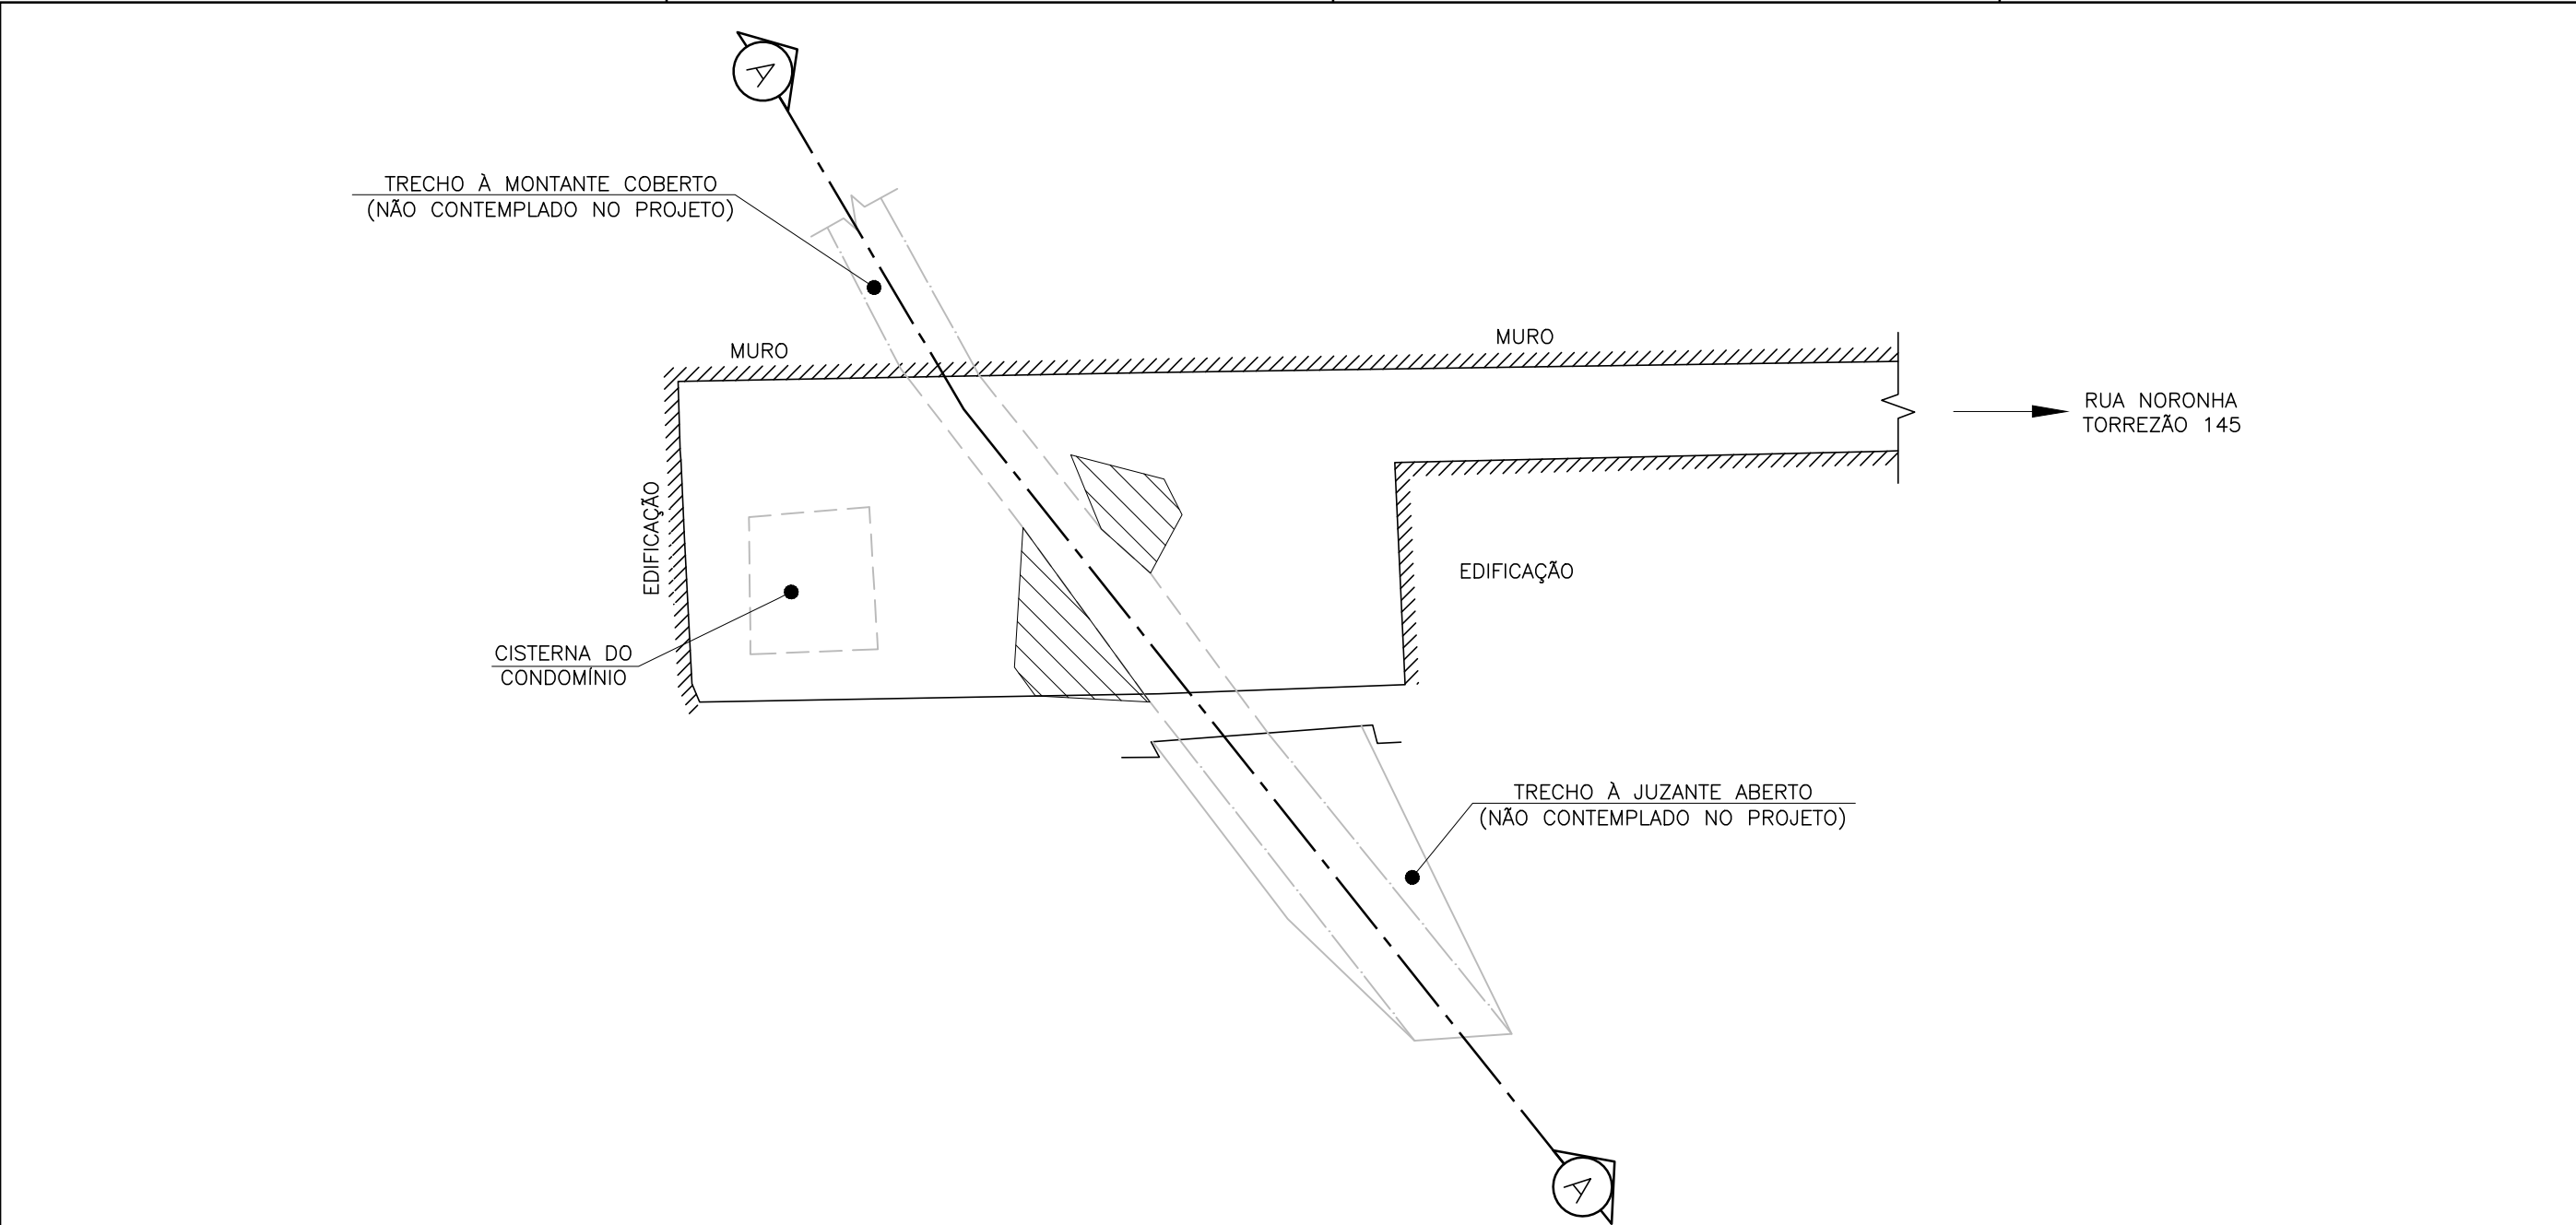 A
TRECHO À MONTANTE COBERTO
(NÃO CONTEMPLADO NO PROJETO)
MURO
MURO
RUA NORONHA
TORREZÃO 145
EDIFICAÇÃO
EDIFICAÇÃO
CISTERNA DO
CONDOMÍNIO
TRECHO À JUZANTE ABERTO
(NÃO CONTEMPLADO NO PROJETO)
A